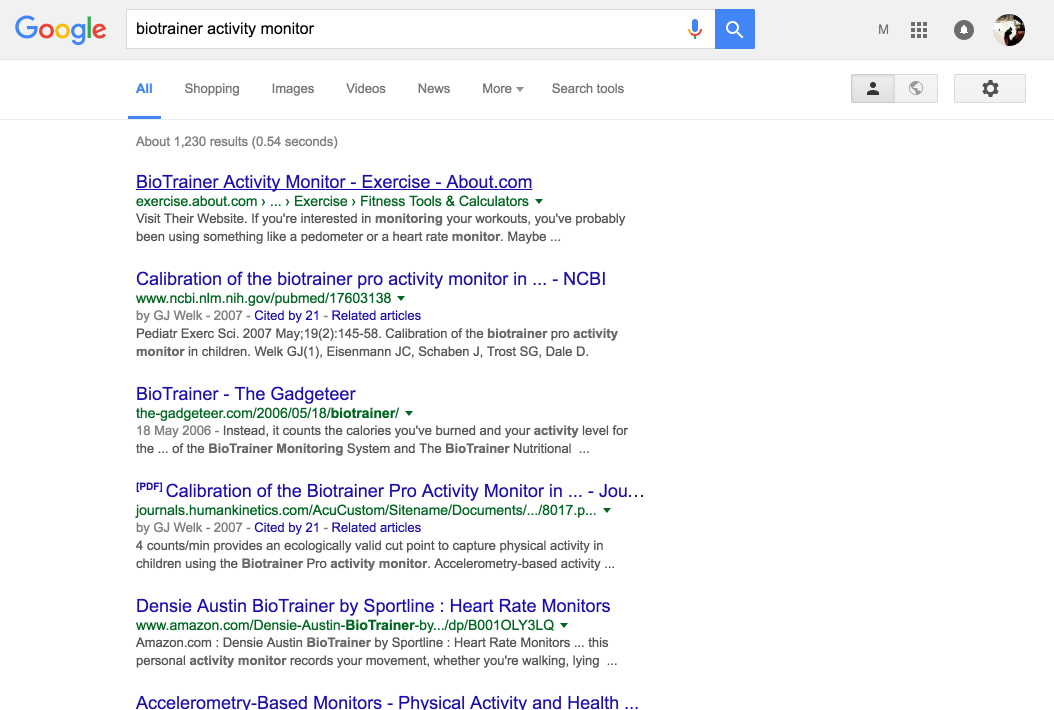 Google
biotrainer activity monitor
M
All Shopping Images Videos News More Search tools
About 1,230 results (0.54 seconds)
BioTrainer Activity Monitor - Exercise - About.com
exercise.about.com › ... › Exercise › Fitness Tools & Calculators
Visit Their Website. If you're interested in monitoring your workouts, you've probably
been using something like a pedometer or a heart rate monitor. Maybe ...
Calibration of the biotrainer pro activity monitor in ... - NCBI
www.ncbi.nlm.nih.gov/pubmed/17603138
by GJ Welk - 2007 - Cited by 21 - Related articles
Pediatr Exerc Sci. 2007 May;19(2):145-58. Calibration of the biotrainer pro activity
monitor in children. Welk GJ(1), Eisenmann JC, Schaben J, Trost SG, Dale D.
BioTrainer - The Gadgeteer
the-gadgeteer.com/2006/05/18/biotrainer/
18 May 2006 - Instead, it counts the calories you've burned and your activity level for
the ... of the BioTrainer Monitoring System and The BioTrainer Nutritional ...
[PDF] Calibration of the Biotrainer Pro Activity Monitor in ... - Jou...
journals.humankinetics.com/AcuCustom/Sitename/Documents/.../8017.p...
by GJ Welk - 2007 - Cited by 21 - Related articles
4 counts/min provides an ecologically valid cut point to capture physical activity in
children using the Biotrainer Pro activity monitor. Accelerometry-based activity ...
Densie Austin BioTrainer by Sportline : Heart Rate Monitors
www.amazon.com/Densie-Austin-BioTrainer-by.../dp/B001OLY3LQ
Amazon.com : Densie Austin BioTrainer by Sportline : Heart Rate Monitors ... this
personal activity monitor records your movement, whether you're walking, lying ...
Accelerometry-Based Monitors - Physical Activity and Health ...